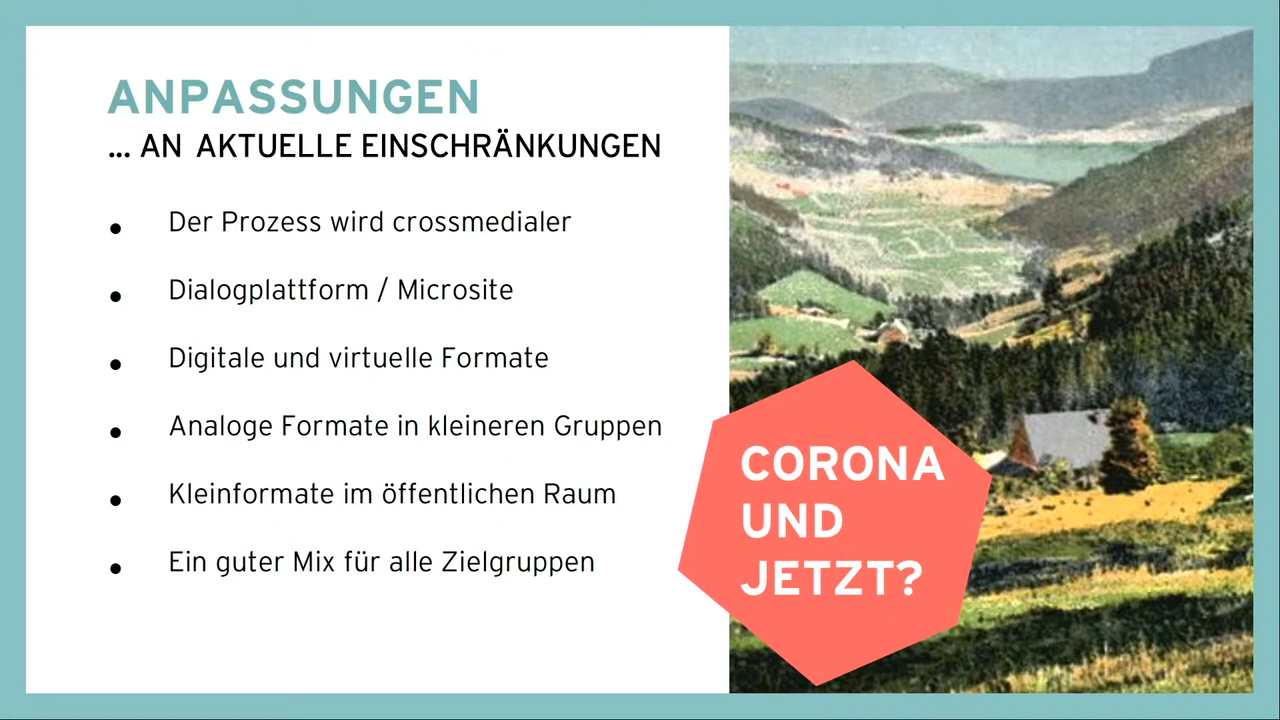 ANPASSUNGEN
... AN AKTUELLE EINSCHRÄNKUNGEN
• Der Prozess wird crossmedialer
• Dialogplattform / Microsite
• Digitale und virtuelle Formate
• Analoge Formate in kleineren Gruppen
• Kleinformate im öffentlichen Raum
• Ein guter Mix für alle Zielgruppen
CORONA
UND
JETZT?